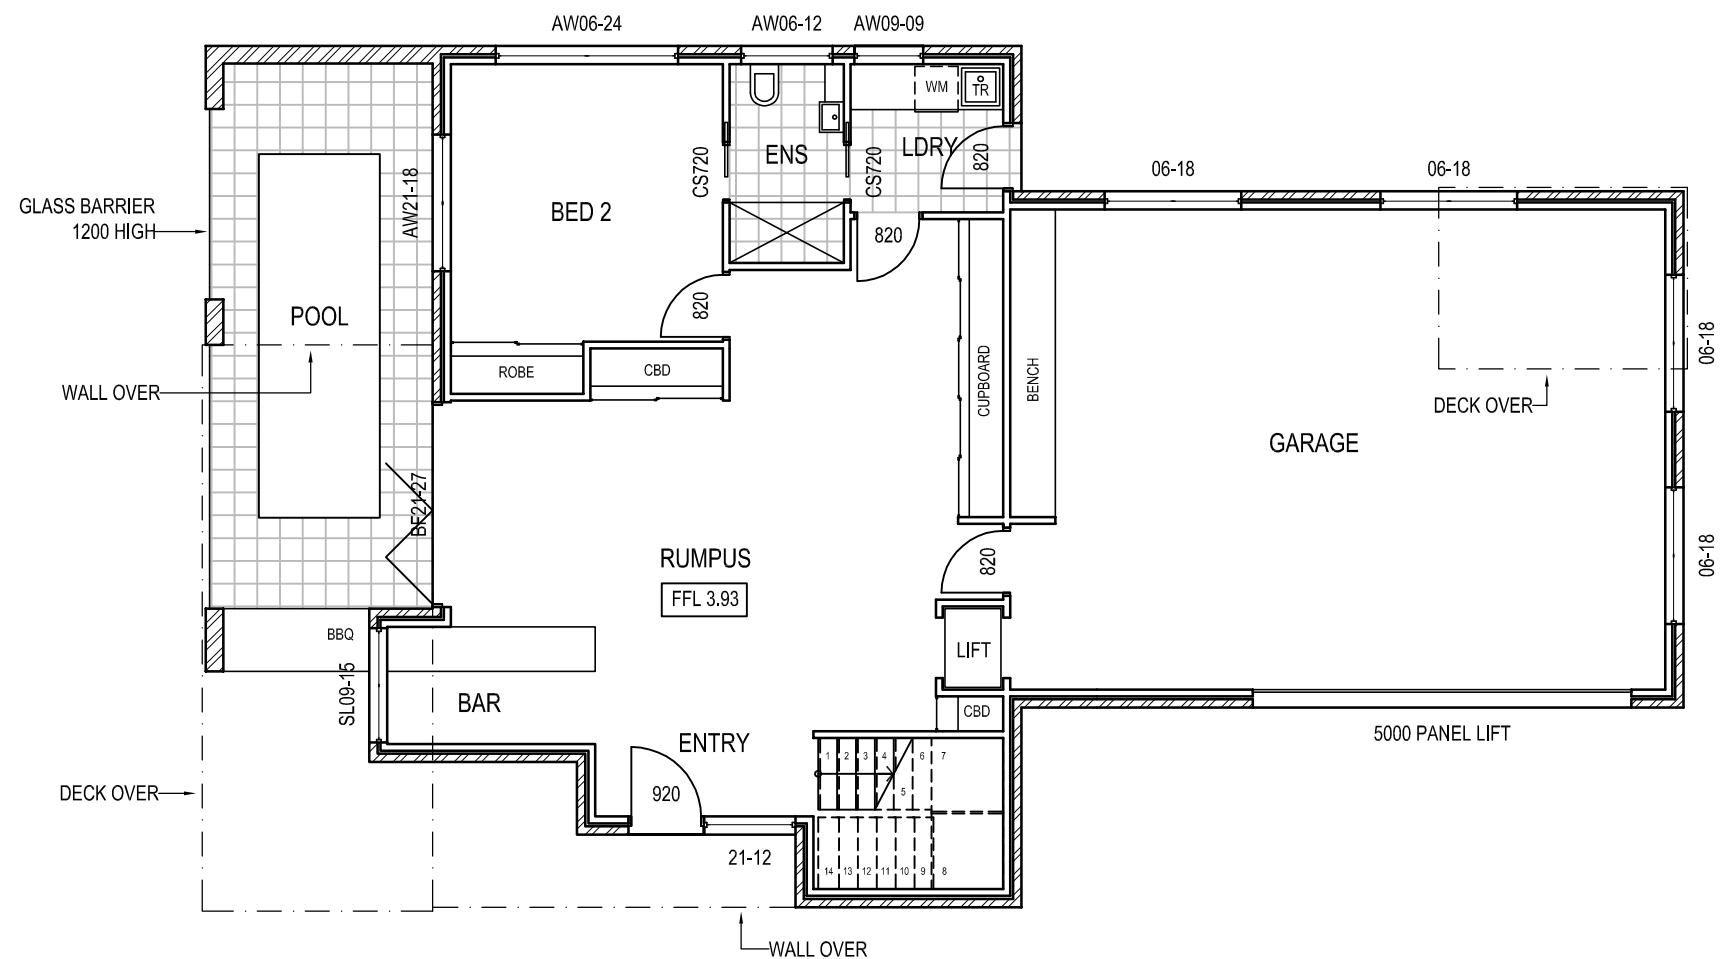 AW06-24
AW06-12
AW09-09
WM
TR
LDRY
820
ENS
CS720
CS720
06-18
06-18
GLASS BARRIER
1200 HIGH
AW21-18
BED 2
820
820
POOL
WALL OVER
ROBE
CBD
CUPBOARD
BENCH
06-18
DECK OVER
GARAGE
BF21-27
RUMPUS
FFL 3.93
820
06-18
BBQ
LIFT
SL09-15
BAR
CBD
ENTRY
5000 PANEL LIFT
1 2 3 4 6 7
5
DECK OVER
920
21-12
14 13 12 11 10 9 8
WALL OVER